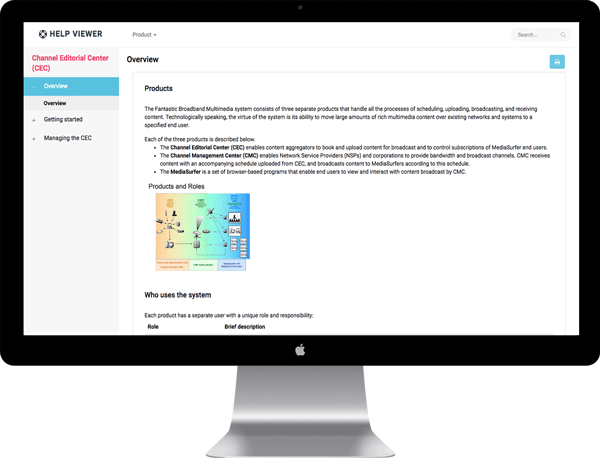 HELP VIEWER
Product
Search...
Channel Editorial Center
(CEC)
Overview
Overview
Getting started
Managing the CEC
Overview
Products
The Fantastic Broadband Multimedia system consists of three separate products that handle all the processes of scheduling, uploading, broadcasting, and receiving
content. Technologically speaking, the virtue of the system is its ability to move large amounts of rich multimedia content over existing networks and systems to a
specified end user.
Each of the three products is described below.
The Channel Editorial Center (CEC) enables content aggregators to book and upload content for broadcast and to control subscriptions of MediaSurfer end users.
The Channel Management Center (CMC) enables Network Service Providers (NSPs) and corporations to provide bandwidth and broadcast channels. CMC receives
content with an accompanying schedule uploaded from CEC, and broadcasts content to MediaSurfers according to this schedule.
The MediaSurfer is a set of browser-based programs that enable end users to view and interact with content broadcast by CMC.
Products and Roles
Who uses the system
Each product has a separate user with a unique role and responsibility:
Role Brief description